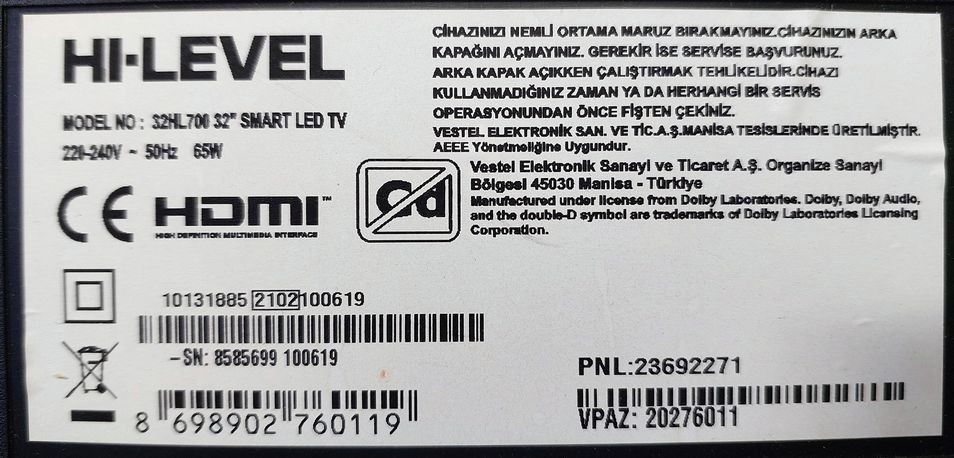 HI-LEVEL
MODEL NO : 32HL700 32" SMART LED TV
220-240V ~ 50Hz 65W
CE HDMI™
HIGH DEFINITION MULTIMEDIA INTERFACE
CİHAZINIZI NEMLİ ORTAMA MARUZ BIRAKMAYINIZ.CİHAZINIZIN ARKA
KAPAĞINI AÇMAYINIZ. GEREKİR İSE SERVİSE BAŞVURUNUZ.
ARKA KAPAK AÇIKKEN ÇALIŞTIRMAK TEHLİKELİDİR.CİHAZI
KULLANMADIĞINIZ ZAMAN YA DA HERHANGİ BİR SERVİS
OPERASYONUNDAN ÖNCE FİŞTEN ÇEKİNİZ.
VESTEL ELEKTRONİK SAN. VE TİC.A.Ş.MANİSA TESİSLERİNDE ÜRETİLMİŞTİR.
AEEE Yönetmeliğine Uygundur.
Cd
Vestel Elektronik Sanayi ve Ticaret A.Ş. Organize Sanayi
Bölgesi 45030 Manisa - Türkiye
Manufactured under license from Dolby Laboratories. Dolby, Dolby Audio,
and the double-D symbol are trademarks of Dolby Laboratories Licensing
Corporation.
10131885 2102100619
-SN: 8585699 100619
8 698902 760119
PNL:23692271
VPAZ: 20276011